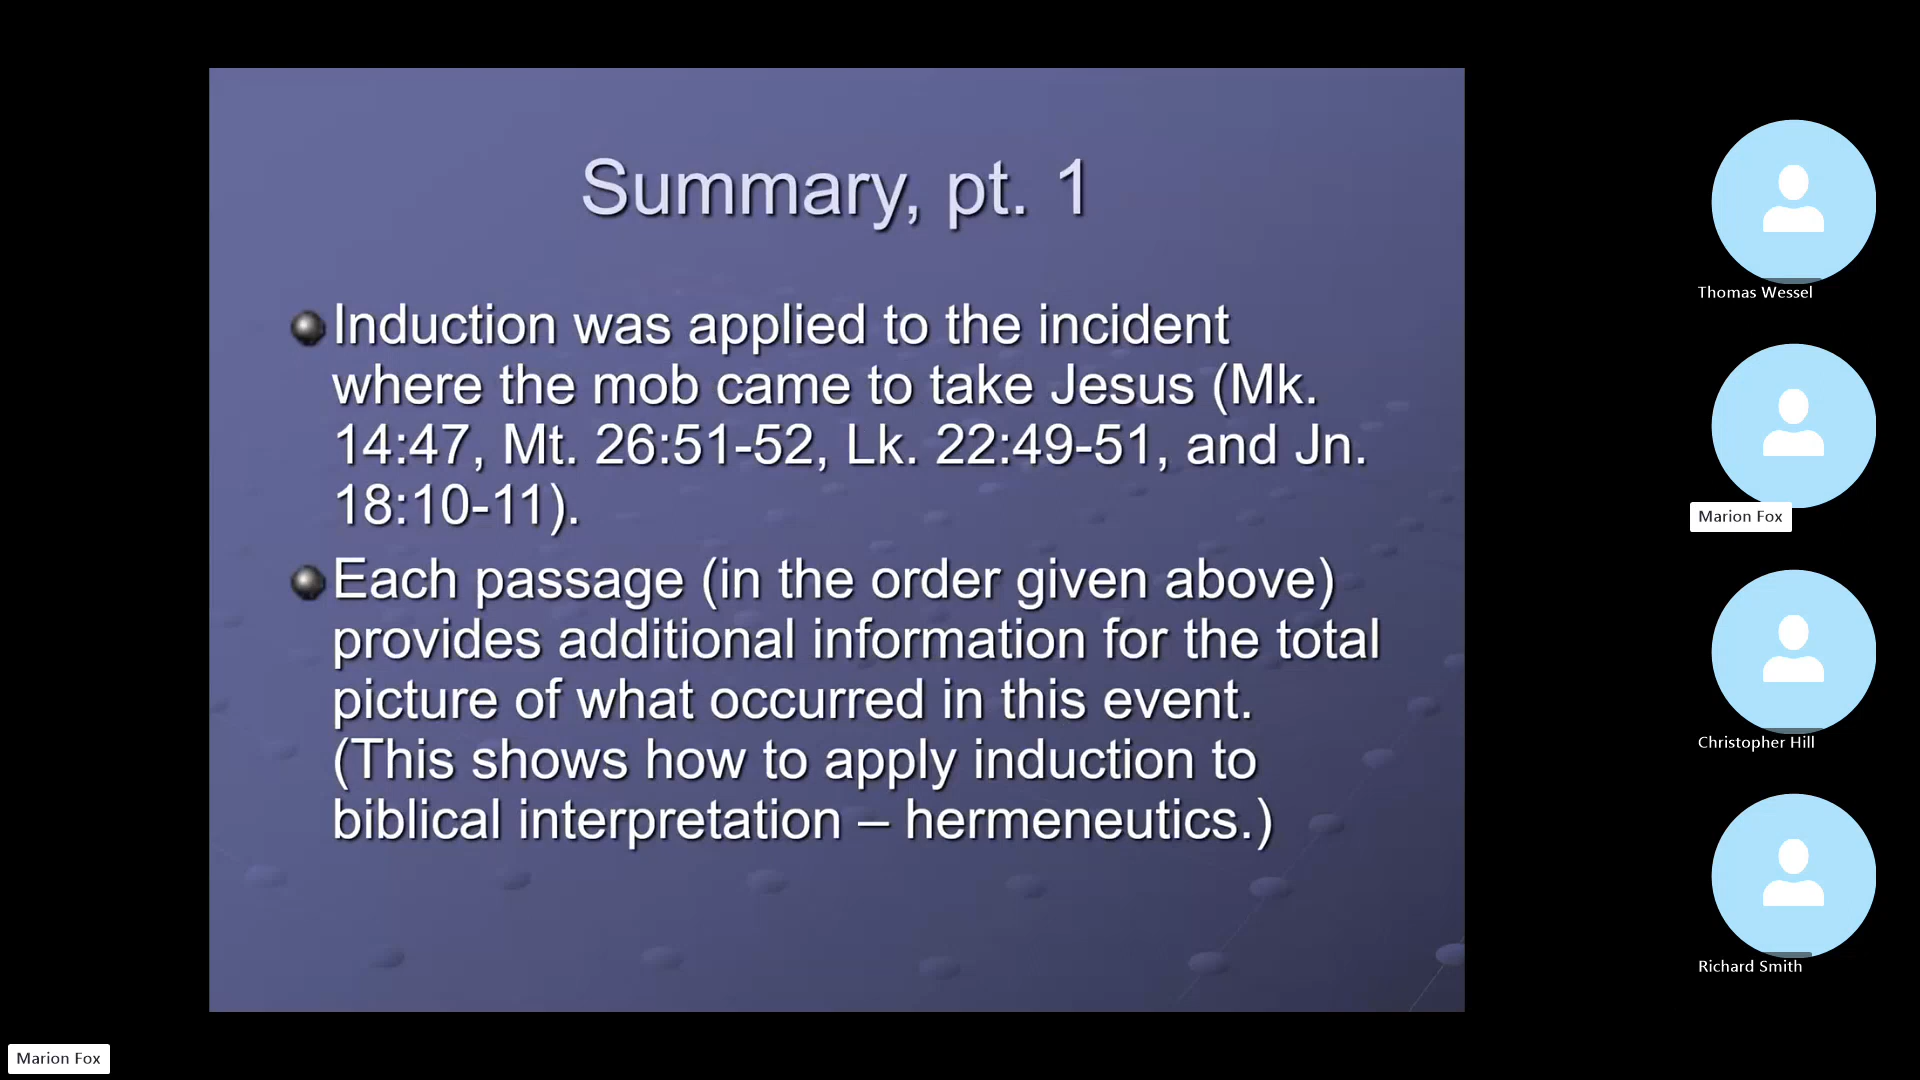 Summary, pt. 1
Induction was applied to the incident
where the mob came to take Jesus (Mk.
14:47, Mt. 26:51-52, Lk. 22:49-51, and Jn.
18:10-11).
Each passage (in the order given above)
provides additional information for the total
picture of what occurred in this event.
(This shows how to apply induction to
biblical interpretation – hermeneutics.)
Thomas Wessel
Marion Fox
Christopher Hill
Richard Smith
Marion Fox